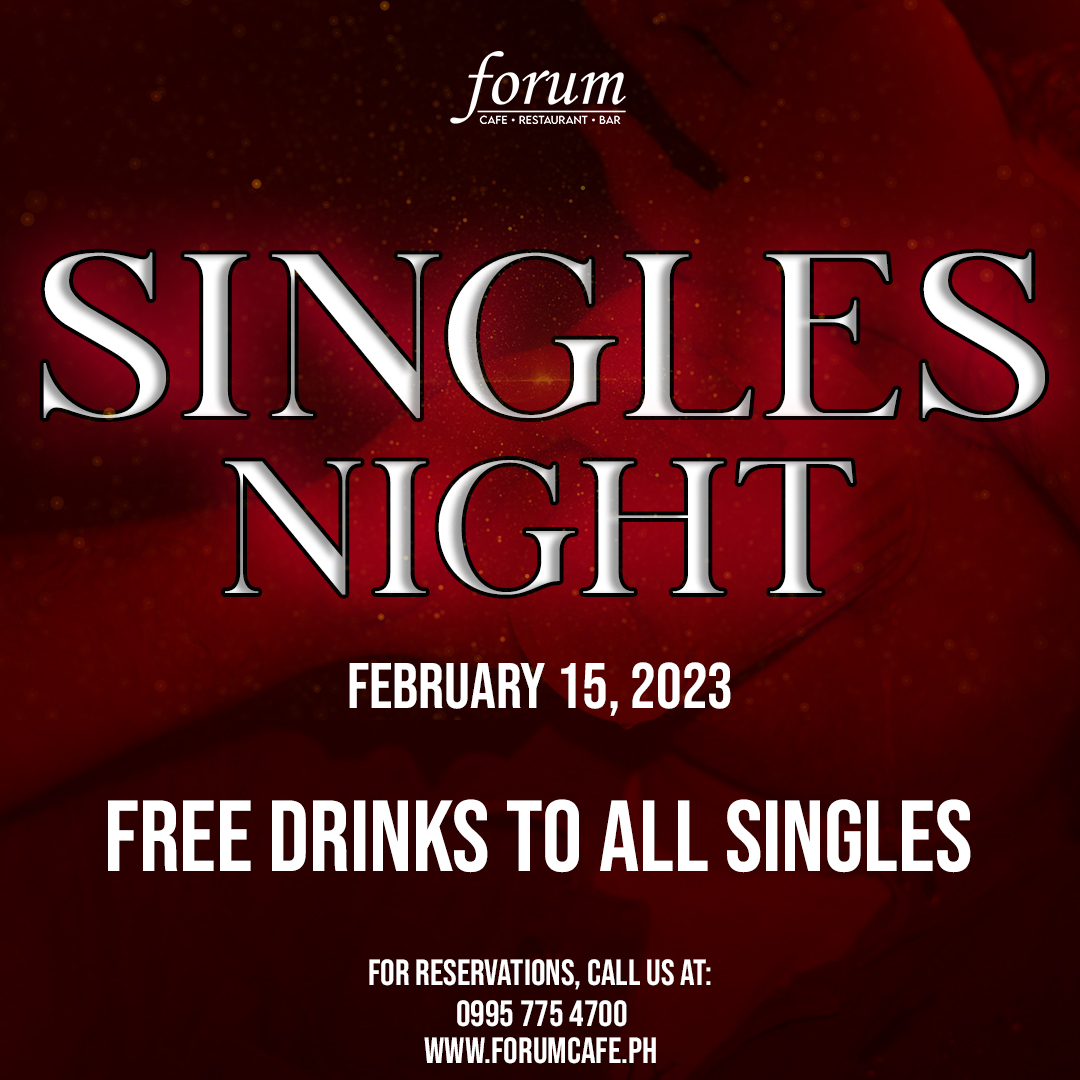 forum
CAFE • RESTAURANT • BAR
SINGLES
NIGHT
FEBRUARY 15, 2023
FREE DRINKS TO ALL SINGLES
FOR RESERVATIONS, CALL US AT:
0995 775 4700
WWW.FORUMCAFE.PH